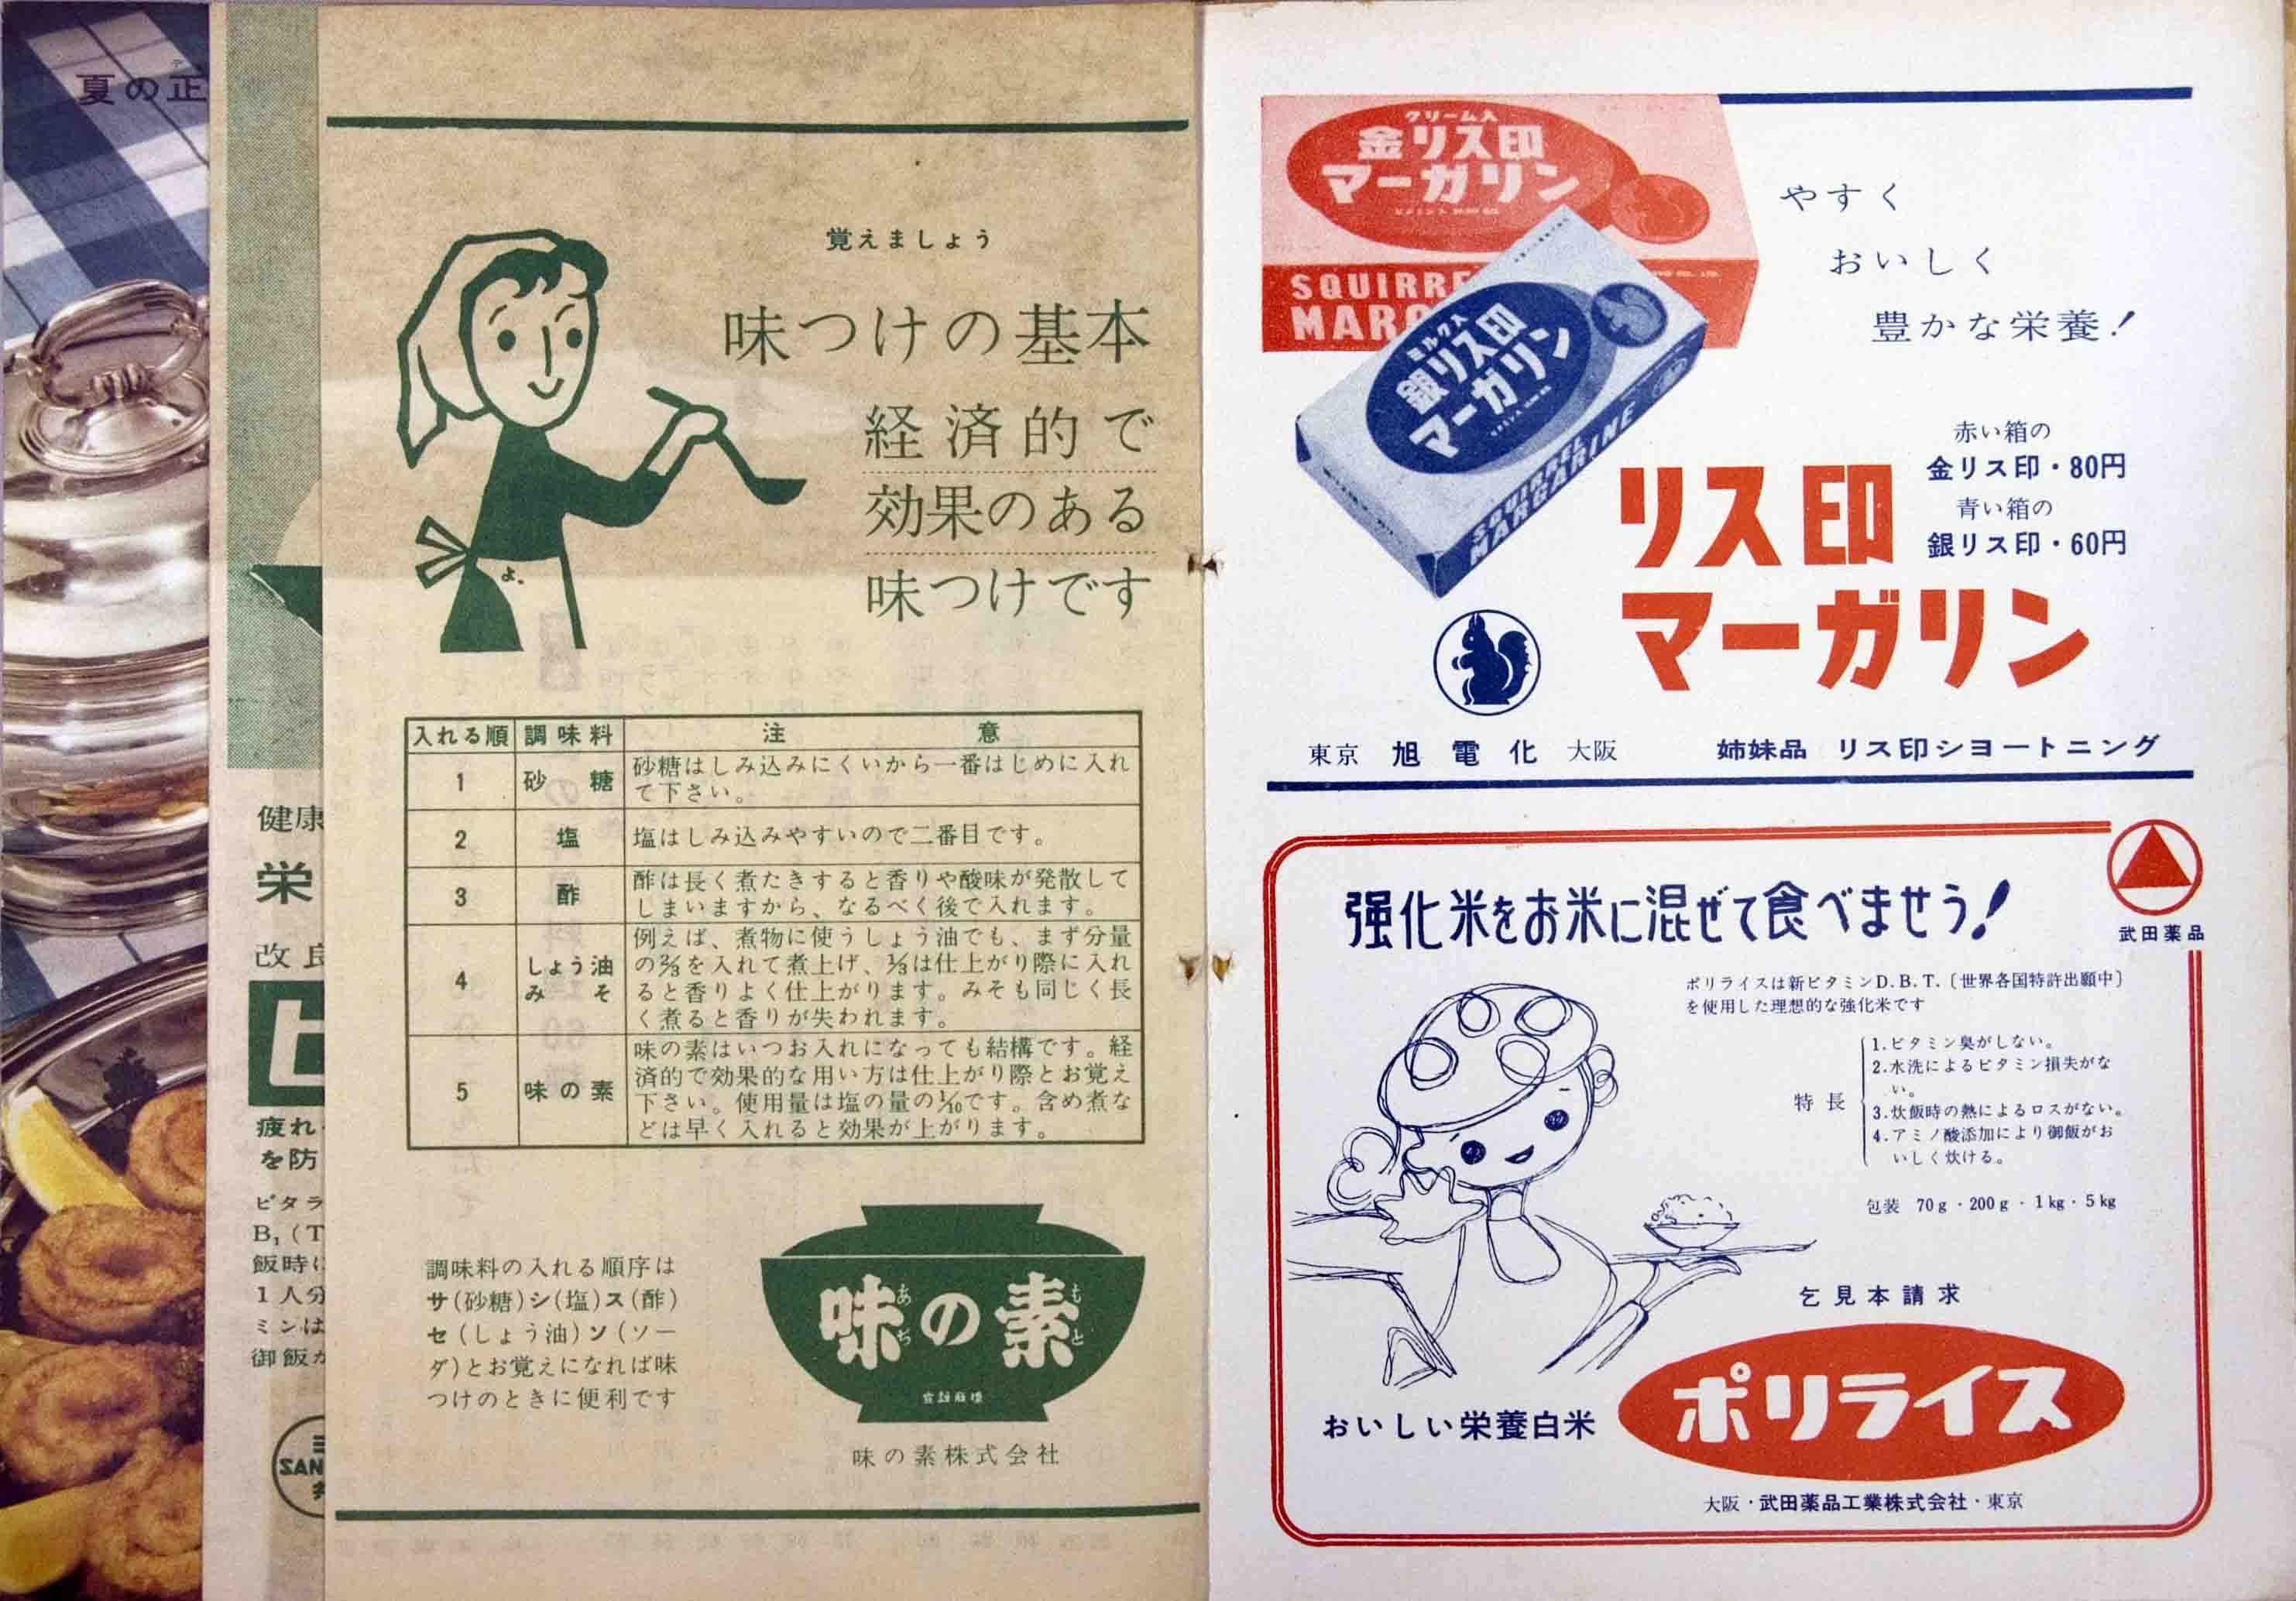 夏の正
健康
栄
改良
ビ
疲れ
を防
ビタラ
B₁(T
飯時に
1人分
ミンは
御飯が
SAN
覚えましょう
味つけの基本
経済的で
効果のある
味つけです
よ.
入れる順 調味料 注意
1 砂糖 砂糖はしみ込みにくいから一番はじめに入れ
て下さい。
2 塩 塩はしみ込みやすいので二番目です。
3 酢 酢は長く煮たきすると香りや酸味が発散して
しまいますから、なるべく後で入れます。
4 しょう油 みそ 例えば、煮物に使うしょう油でも、まず分量
の⅔を入れて煮上げ、⅓は仕上がり際に入れ
ると香りよく仕上がります。みそも同じく長
く煮ると香りが失われます。
5 味の素 味の素はいつお入れになっても結構です。経
済的で効果的な用い方は仕上がり際とお覚え
下さい。使用量は塩の量の1/10です。含め煮な
どは早く入れると効果が上がります。
調味料の入れる順序は
サ(砂糖)シ(塩)ス(酢)
セ(しょう油)ソ(ソー
ダ)とお覚えになれば味
つけのときに便利です
味の素
あぢ
もと
登録商標
味の素株式会社
クリーム入
金リス印
マーガリン
SQUIRRE
MAR
ミルク入
銀リス印
マーガリン
SQUIRREL
MARGARINE
やすく
おいしく
豊かな栄養!
赤い箱の
金リス印・80円
青い箱の
銀リス印・60円
リス印
マーガリン
東京 旭電化 大阪 姉妹品 リス印シヨートニング
強化米をお米に混ぜて食べませう!
武田薬品
ポリライスは新ビタミンD.B.T.〔世界各国特許出願中〕
を使用した理想的な強化米です
特長
1.ビタミン臭がしない。
2.水洗によるビタミン損失がな
い。
3.炊飯時の熱によるロスがない。
4.アミノ酸添加により御飯がお
いしく炊ける。
包装 70g・200g・1kg・5kg
乞見本請求
おいしい栄養白米
ポリライス
大阪・武田薬品工業株式会社・東京